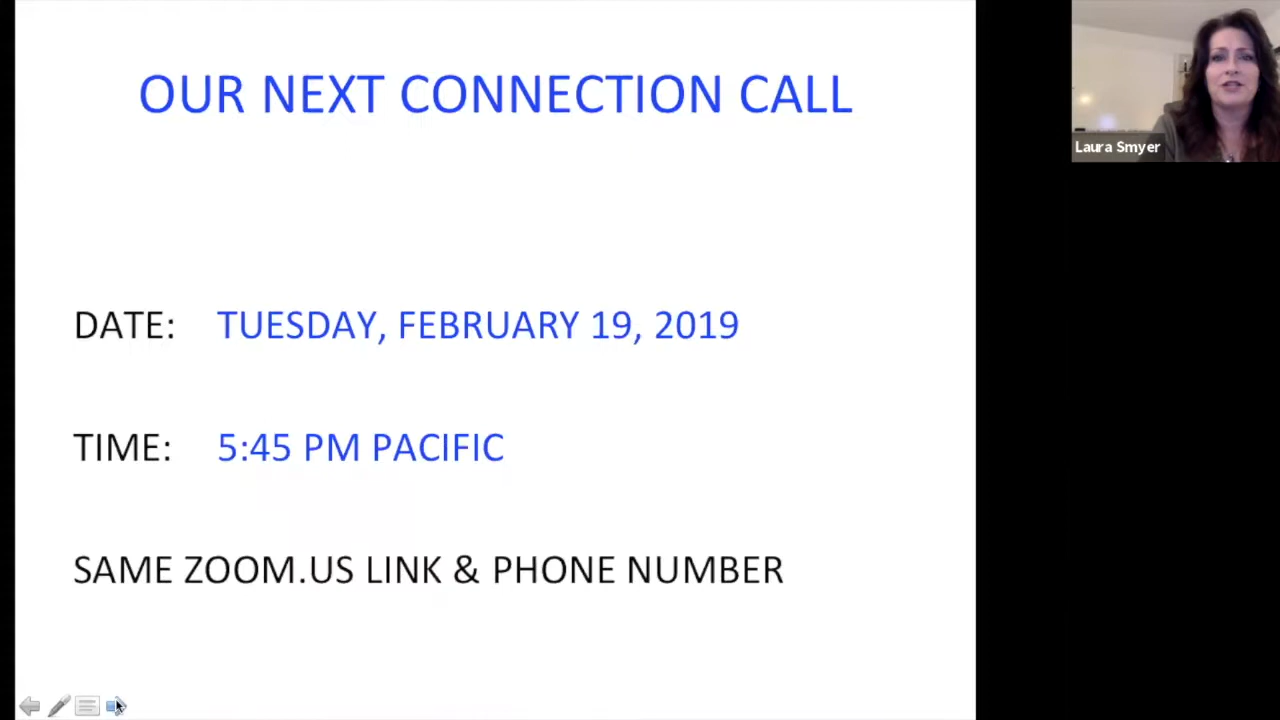 OUR NEXT CONNECTION CALL
Laura Smyer
DATE: TUESDAY, FEBRUARY 19, 2019
TIME: 5:45 PM PACIFIC
SAME ZOOM.US LINK & PHONE NUMBER